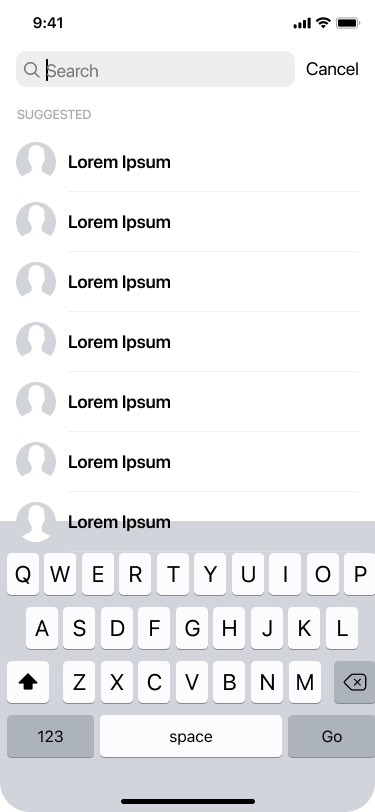 9:41
Search
Cancel
SUGGESTED
Lorem Ipsum
Lorem Ipsum
Lorem Ipsum
Lorem Ipsum
Lorem Ipsum
Lorem Ipsum
Lorem Ipsum
Q W E R T Y U I O P
A S D F G H J K L
Z X C V B N M
123 space Go